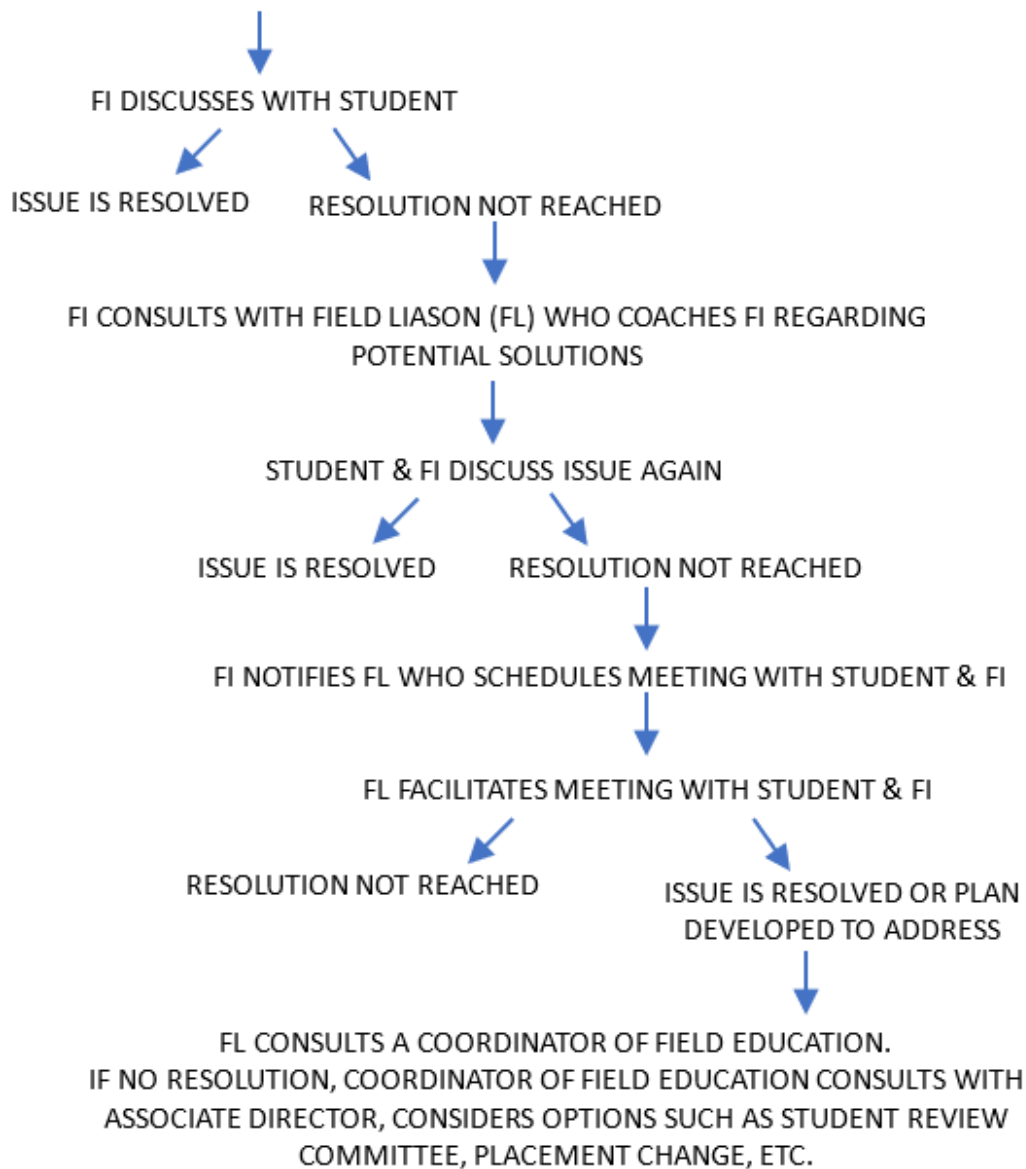 FI DISCUSSES WITH STUDENT
ISSUE IS RESOLVED
RESOLUTION NOT REACHED
FI CONSULTS WITH FIELD LIASON (FL) WHO COACHES FI REGARDING
POTENTIAL SOLUTIONS
STUDENT & FI DISCUSS ISSUE AGAIN
ISSUE IS RESOLVED
RESOLUTION NOT REACHED
FI NOTIFIES FL WHO SCHEDULES MEETING WITH STUDENT & FI
FL FACILITATES MEETING WITH STUDENT & FI
RESOLUTION NOT REACHED
ISSUE IS RESOLVED OR PLAN
DEVELOPED TO ADDRESS
FL CONSULTS A COORDINATOR OF FIELD EDUCATION.
IF NO RESOLUTION, COORDINATOR OF FIELD EDUCATION CONSULTS WITH
ASSOCIATE DIRECTOR, CONSIDERS OPTIONS SUCH AS STUDENT REVIEW
COMMITTEE, PLACEMENT CHANGE, ETC.